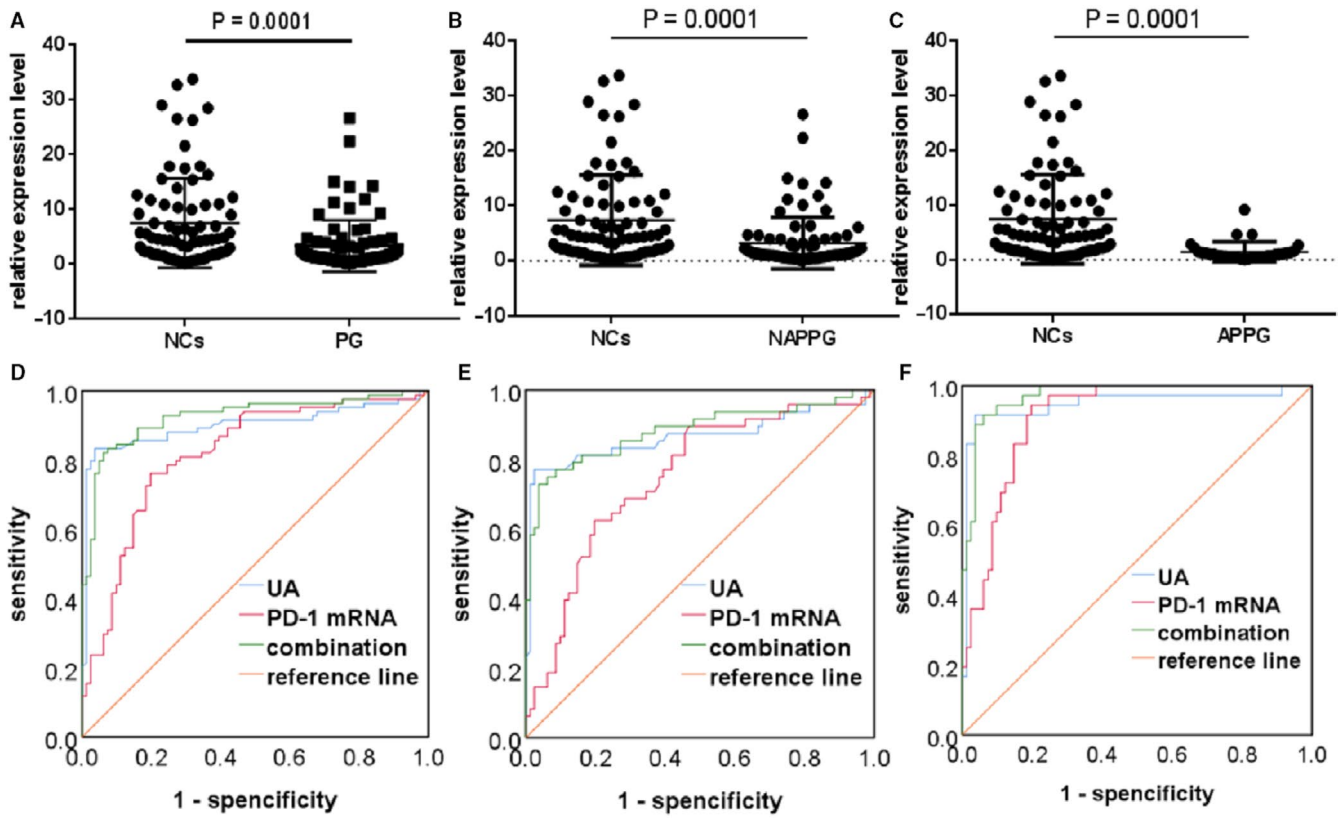 A
P = 0.0001
relative expression level
40
30
20
10
0
−10
NCs
PG
B
P = 0.0001
relative expression level
40
30
20
10
0
−10
NCs
NAPPG
C
P = 0.0001
relative expression level
40
30
20
10
0
−10
NCs
APPG
D
sensitivity
1.0
0.8
0.6
0.4
0.2
0.0
UA
PD-1 mRNA
combination
reference line
0.0
0.2
0.4
0.6
0.8
1.0
1 - spencificity
E
sensitivity
1.0
0.8
0.6
0.4
0.2
0.0
UA
PD-1 mRNA
combination
reference line
0.0
0.2
0.4
0.6
0.8
1.0
1 - spencificity
F
sensitivity
1.0
0.8
0.6
0.4
0.2
0.0
UA
PD-1 mRNA
combination
reference line
0.0
0.2
0.4
0.6
0.8
1.0
1 - spencificity